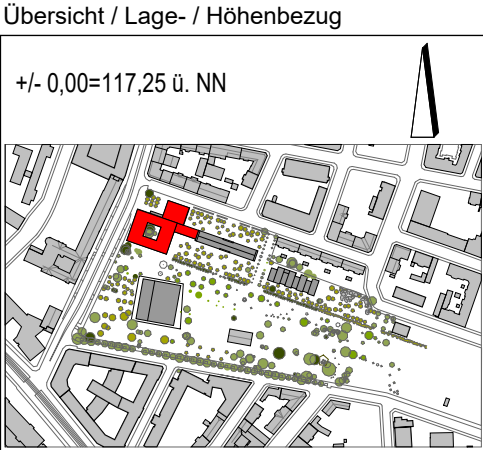 Übersicht / Lage- / Höhenbezug
+/- 0,00=117,25 ü. NN